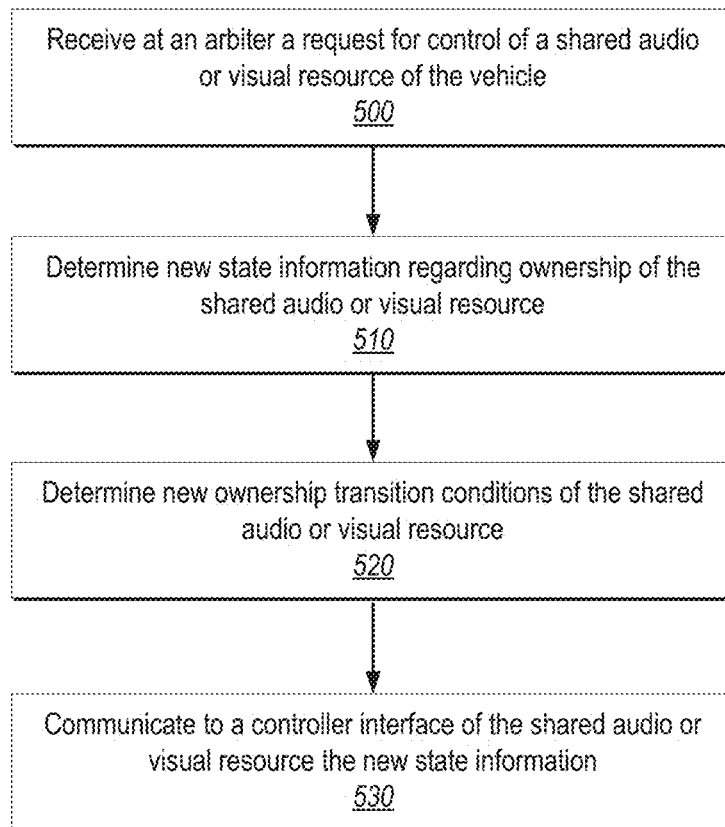 Receive at an arbiter a request for control of a shared audio
or visual resource of the vehicle
500
Determine new state information regarding ownership of the
shared audio or visual resource
510
Determine new ownership transition conditions of the shared
audio or visual resource
520
Communicate to a controller interface of the shared audio or
visual resource the new state information
530